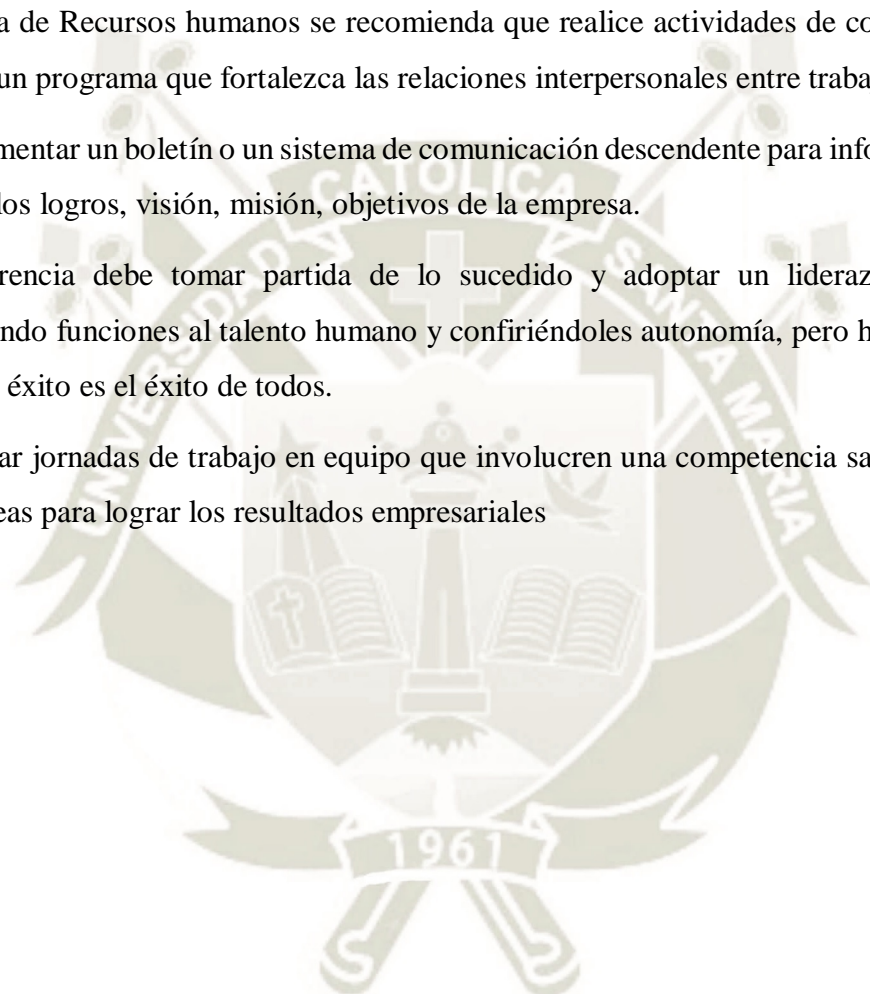 a de Recursos humanos se recomienda que realice actividades de co
un programa que fortalezca las relaciones interpersonales entre traba
mentar un boletín o un sistema de comunicación descendente para info
los logros, visión, misión, objetivos de la empresa.
rencia debe tomar partida de lo sucedido y adoptar un lideraz
ndo funciones al talento humano y confiriéndoles autonomía, pero h
éxito es el éxito de todos.
ar jornadas de trabajo en equipo que involucren una competencia sa
eas para lograr los resultados empresariales
UNIVERSIDAD CATOLICA SANTA MARIA
1961